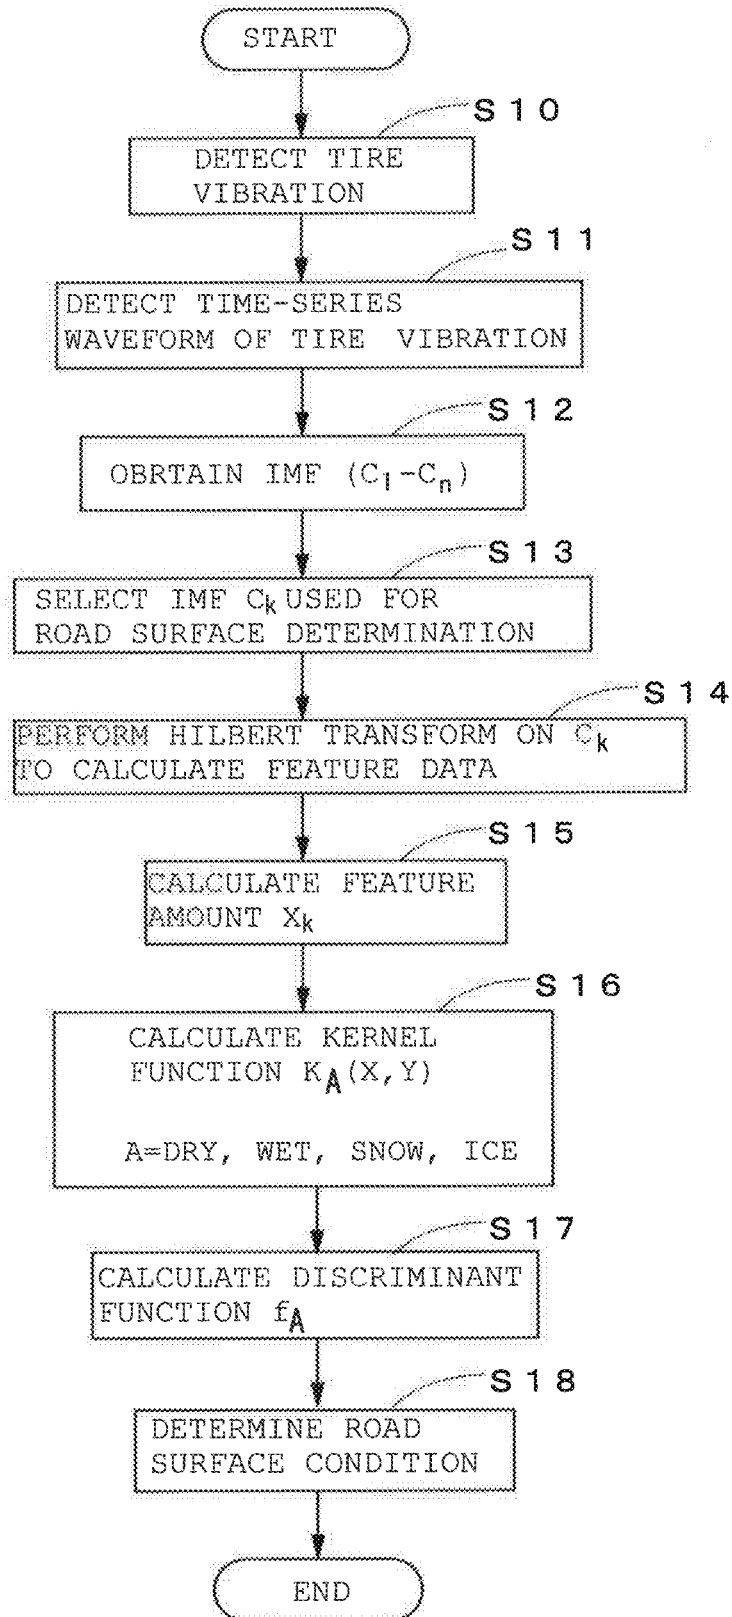 START
S10
DETECT TIRE
VIBRATION
S11
DETECT TIME-SERIES
WAVEFORM OF TIRE VIBRATION
S12
OBRTAIN IMF (C1-Cn)
S13
SELECT IMF Ck USED FOR
ROAD SURFACE DETERMINATION
S14
PERFORM HILBERT TRANSFORM ON Ck
TO CALCULATE FEATURE DATA
S15
CALCULATE FEATURE
AMOUNT Xk
S16
CALCULATE KERNEL
FUNCTION KA(X,Y)
A=DRY, WET, SNOW, ICE
S17
CALCULATE DISCRIMINANT
FUNCTION fA
S18
DETERMINE ROAD
SURFACE CONDITION
END